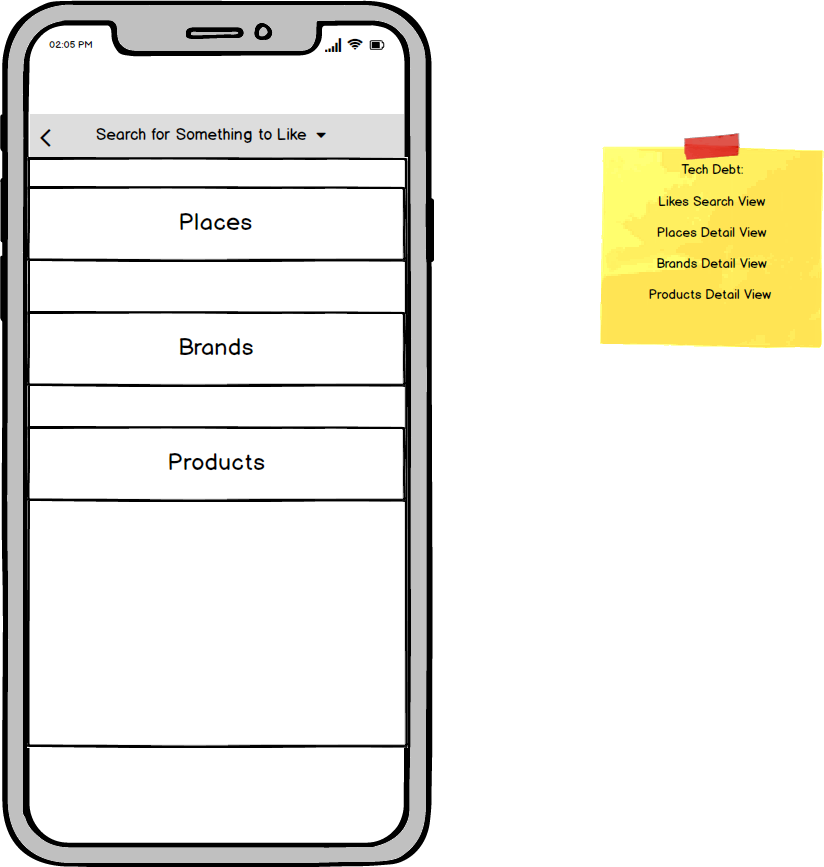 02:05 PM
Search for Something to Like
Places
Brands
Products
Tech Debt:
Likes Search View
Places Detail View
Brands Detail View
Products Detail View